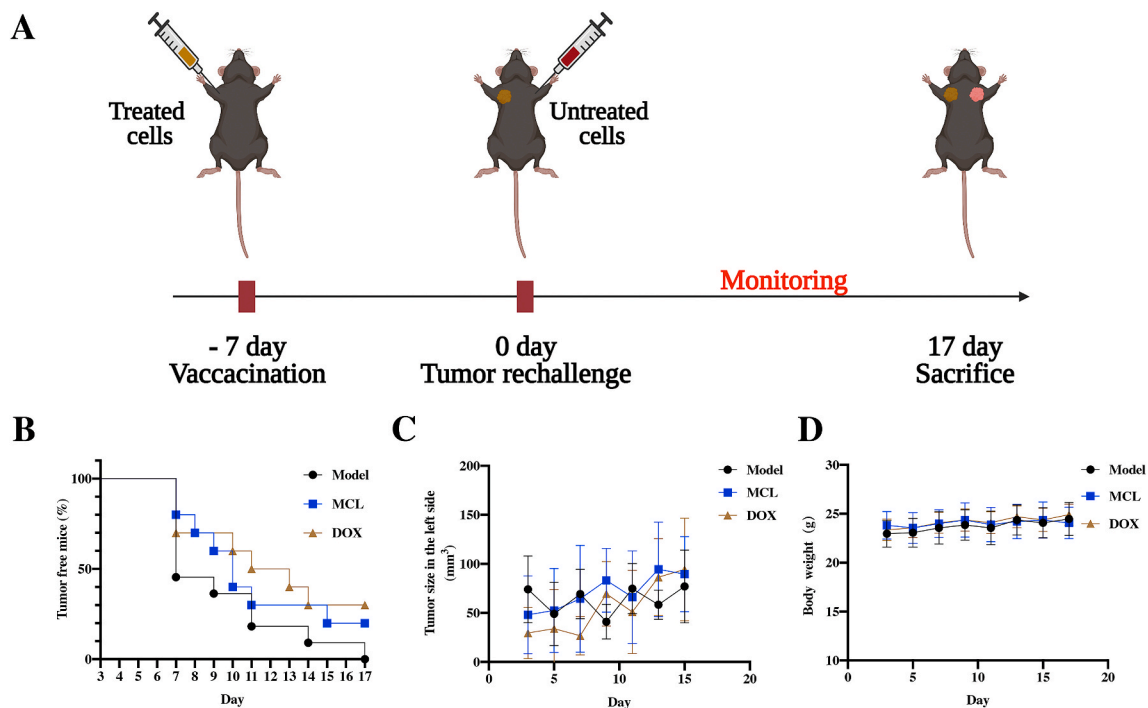 A
Treated
cells
Untreated
cells
Monitoring
- 7 day
Vaccacination
0 day
Tumor rechallenge
17 day
Sacrifice
B
Tumor free mice (%)
100
50
0
3 4 5 6 7 8 9 10 11 12 13 14 15 16 17
Day
Model
MCL
DOX
C
Tumor size in the left side
(mm³)
200
150
100
50
0
0 5 10 15 20
Day
Model
MCL
DOX
D
Body weight (g)
30
25
20
15
10
0 5 10 15 20
Day
Model
MCL
DOX